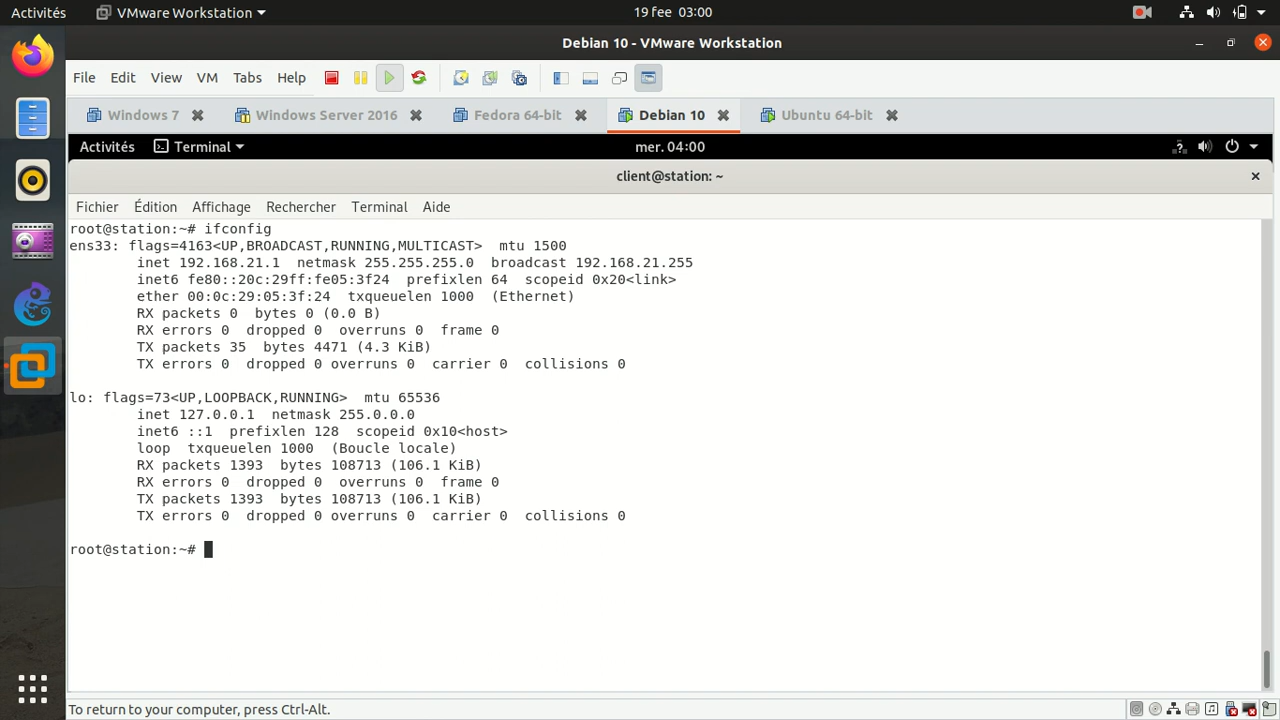 Activités VMware Workstation 19 fee 03:00
Debian 10 - VMware Workstation
File Edit View VM Tabs Help
Windows 7 Windows Server 2016 Fedora 64-bit Debian 10 Ubuntu 64-bit
Activités Terminal mer. 04:00
client@station: ~
Fichier Édition Affichage Rechercher Terminal Aide
root@station:~# ifconfig
ens33: flags=4163<UP,BROADCAST,RUNNING,MULTICAST>  mtu 1500
inet 192.168.21.1  netmask 255.255.255.0  broadcast 192.168.21.255
inet6 fe80::20c:29ff:fe05:3f24  prefixlen 64  scopeid 0x20<link>
ether 00:0c:29:05:3f:24  txqueuelen 1000  (Ethernet)
RX packets 0  bytes 0 (0.0 B)
RX errors 0  dropped 0  overruns 0  frame 0
TX packets 35  bytes 4471 (4.3 KiB)
TX errors 0  dropped 0 overruns 0  carrier 0  collisions 0
lo: flags=73<UP,LOOPBACK,RUNNING>  mtu 65536
inet 127.0.0.1  netmask 255.0.0.0
inet6 ::1  prefixlen 128  scopeid 0x10<host>
loop  txqueuelen 1000  (Boucle locale)
RX packets 1393  bytes 108713 (106.1 KiB)
RX errors 0  dropped 0  overruns 0  frame 0
TX packets 1393  bytes 108713 (106.1 KiB)
TX errors 0  dropped 0 overruns 0  carrier 0  collisions 0
root@station:~#
To return to your computer, press Ctrl-Alt.